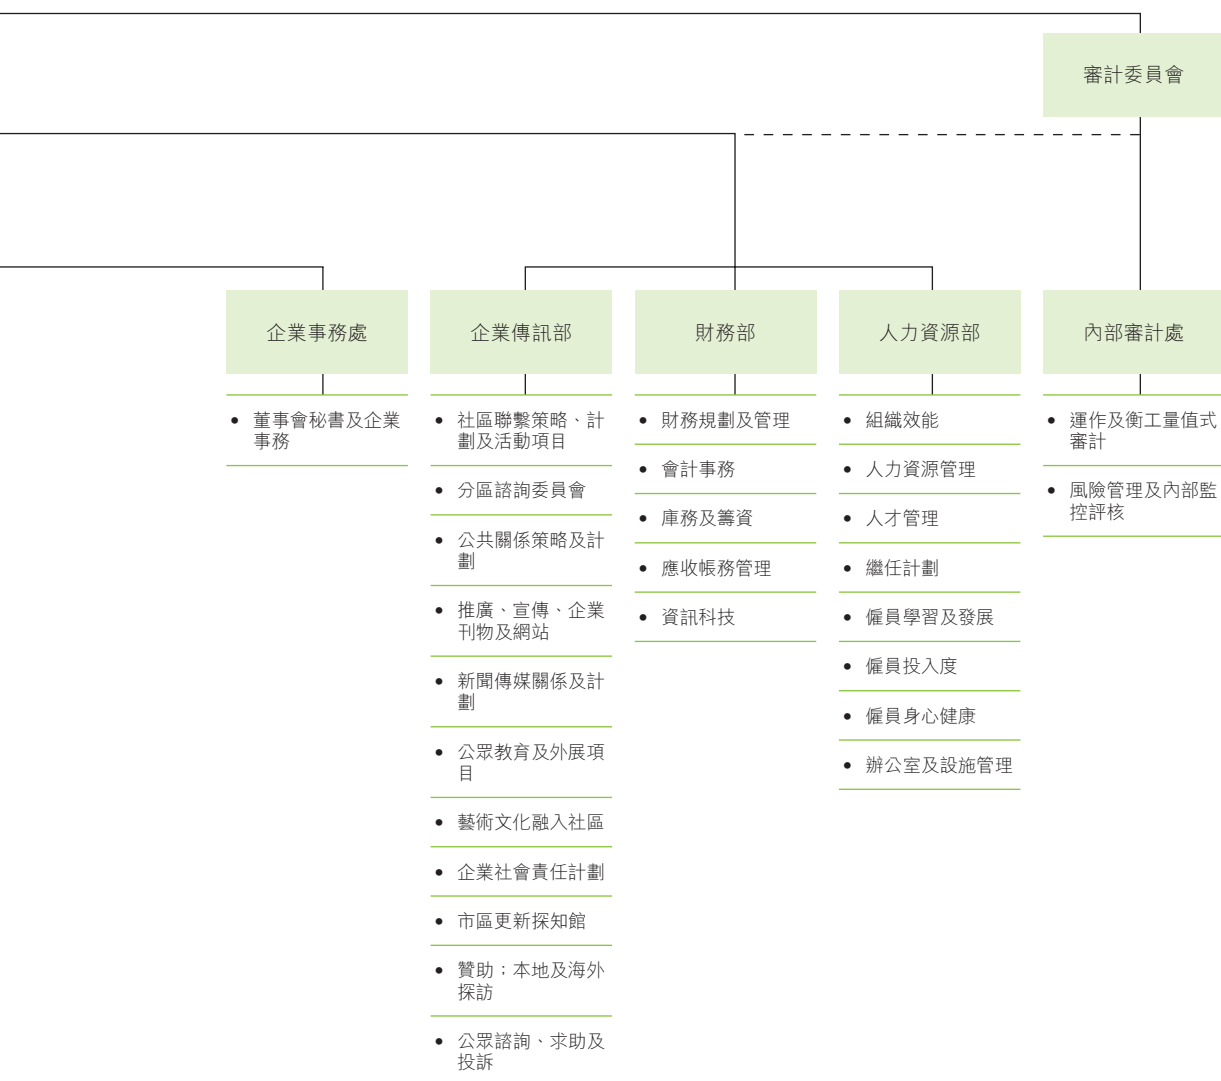 審計委員會
企業事務處
董事會秘書及企業
事務
企業傳訊部
社區聯繫策略、計
劃及活動項目
分區諮詢委員會
公共關係策略及計
劃
推廣、宣傳、企業
刊物及網站
新聞傳媒關係及計
劃
公眾教育及外展項
目
藝術文化融入社區
企業社會責任計劃
市區更新探知館
贊助；本地及海外
探訪
公眾諮詢、求助及
投訴
財務部
財務規劃及管理
會計事務
庫務及籌資
應收帳務管理
資訊科技
人力資源部
組織效能
人力資源管理
人才管理
繼任計劃
僱員學習及發展
僱員投入度
僱員身心健康
辦公室及設施管理
內部審計處
運作及衡工量值式
審計
風險管理及內部監
控評核